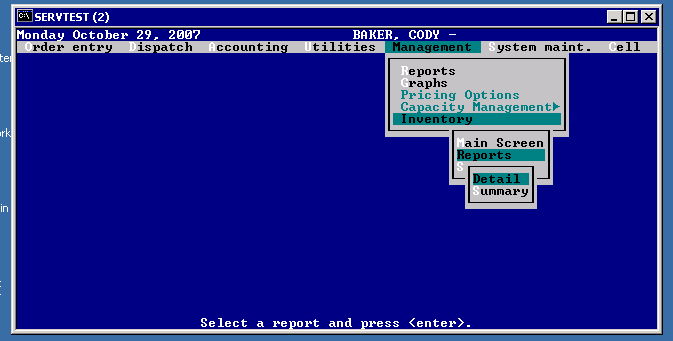 SERVTEST (2)
Monday October 29, 2007 BAKER, CODY -
Order entry Dispatch Accounting Utilities Management System maint. Cell
Reports
Graphs
Pricing Options
Capacity Management▶
Inventory
Main Screen
Reports
S
Detail
Summary
Select a report and press <enter>.